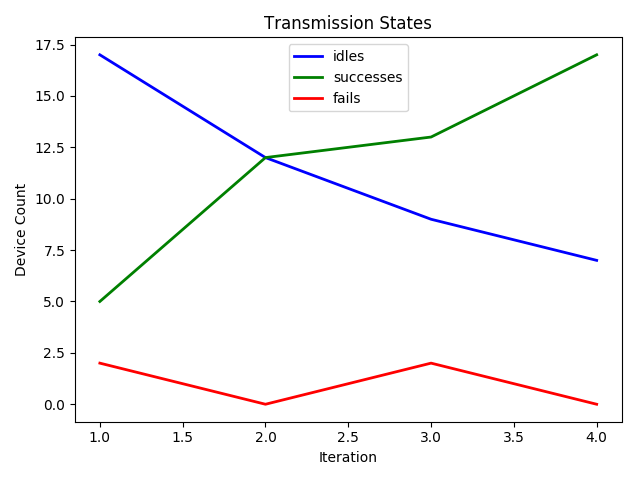 Transmission States
idles
successes
fails
17.5
15.0
12.5
10.0
7.5
5.0
2.5
0.0
Device Count
1.0 1.5 2.0 2.5 3.0 3.5 4.0
Iteration